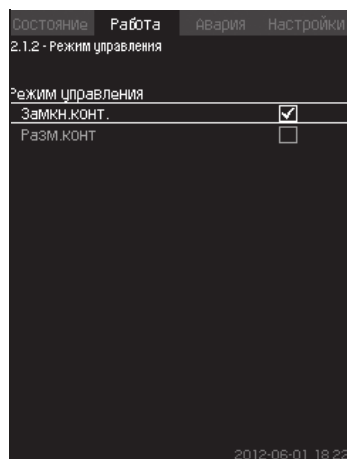 Состояние Работа Авария Настройки
2.1.2 - Режим управления
Режим управления
Замкн.конт.
Разм.конт
2012-06-01 18:22